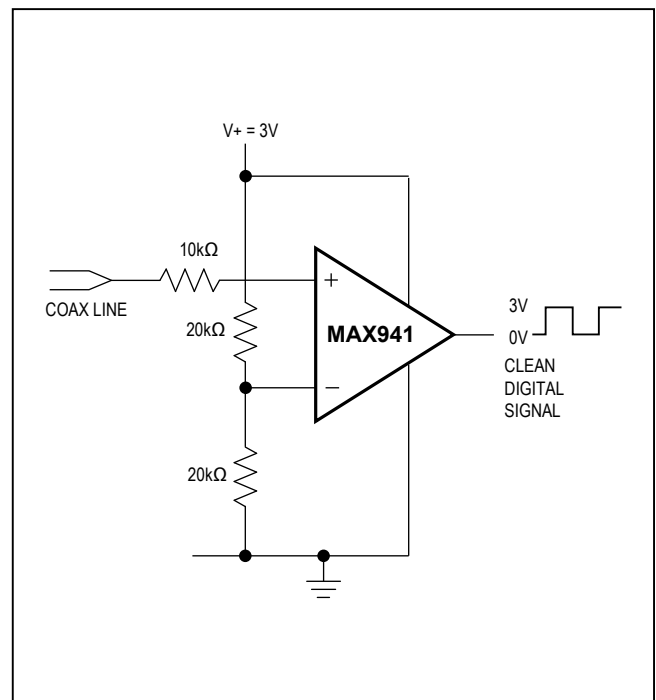 V+ = 3V
10kΩ
COAX LINE
+
20kΩ
MAX941
3V
0V
−
CLEAN
DIGITAL
SIGNAL
20kΩ